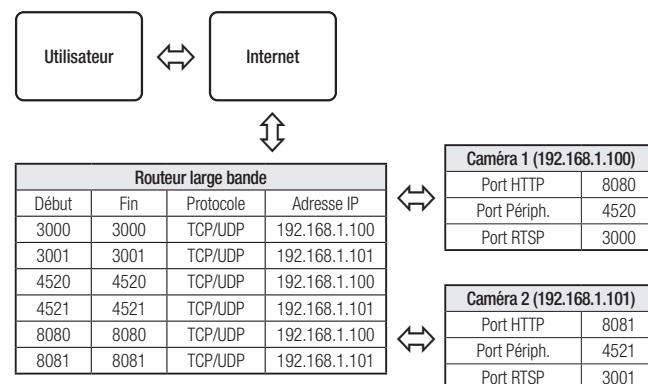 Utilisateur
Internet
Routeur large bande
Début Fin Protocole Adresse IP
3000 3000 TCP/UDP 192.168.1.100
3001 3001 TCP/UDP 192.168.1.101
4520 4520 TCP/UDP 192.168.1.100
4521 4521 TCP/UDP 192.168.1.101
8080 8080 TCP/UDP 192.168.1.100
8081 8081 TCP/UDP 192.168.1.101
Caméra 1 (192.168.1.100)
Port HTTP 8080
Port Périph. 4520
Port RTSP 3000
Caméra 2 (192.168.1.101)
Port HTTP 8081
Port Périph. 4521
Port RTSP 3001